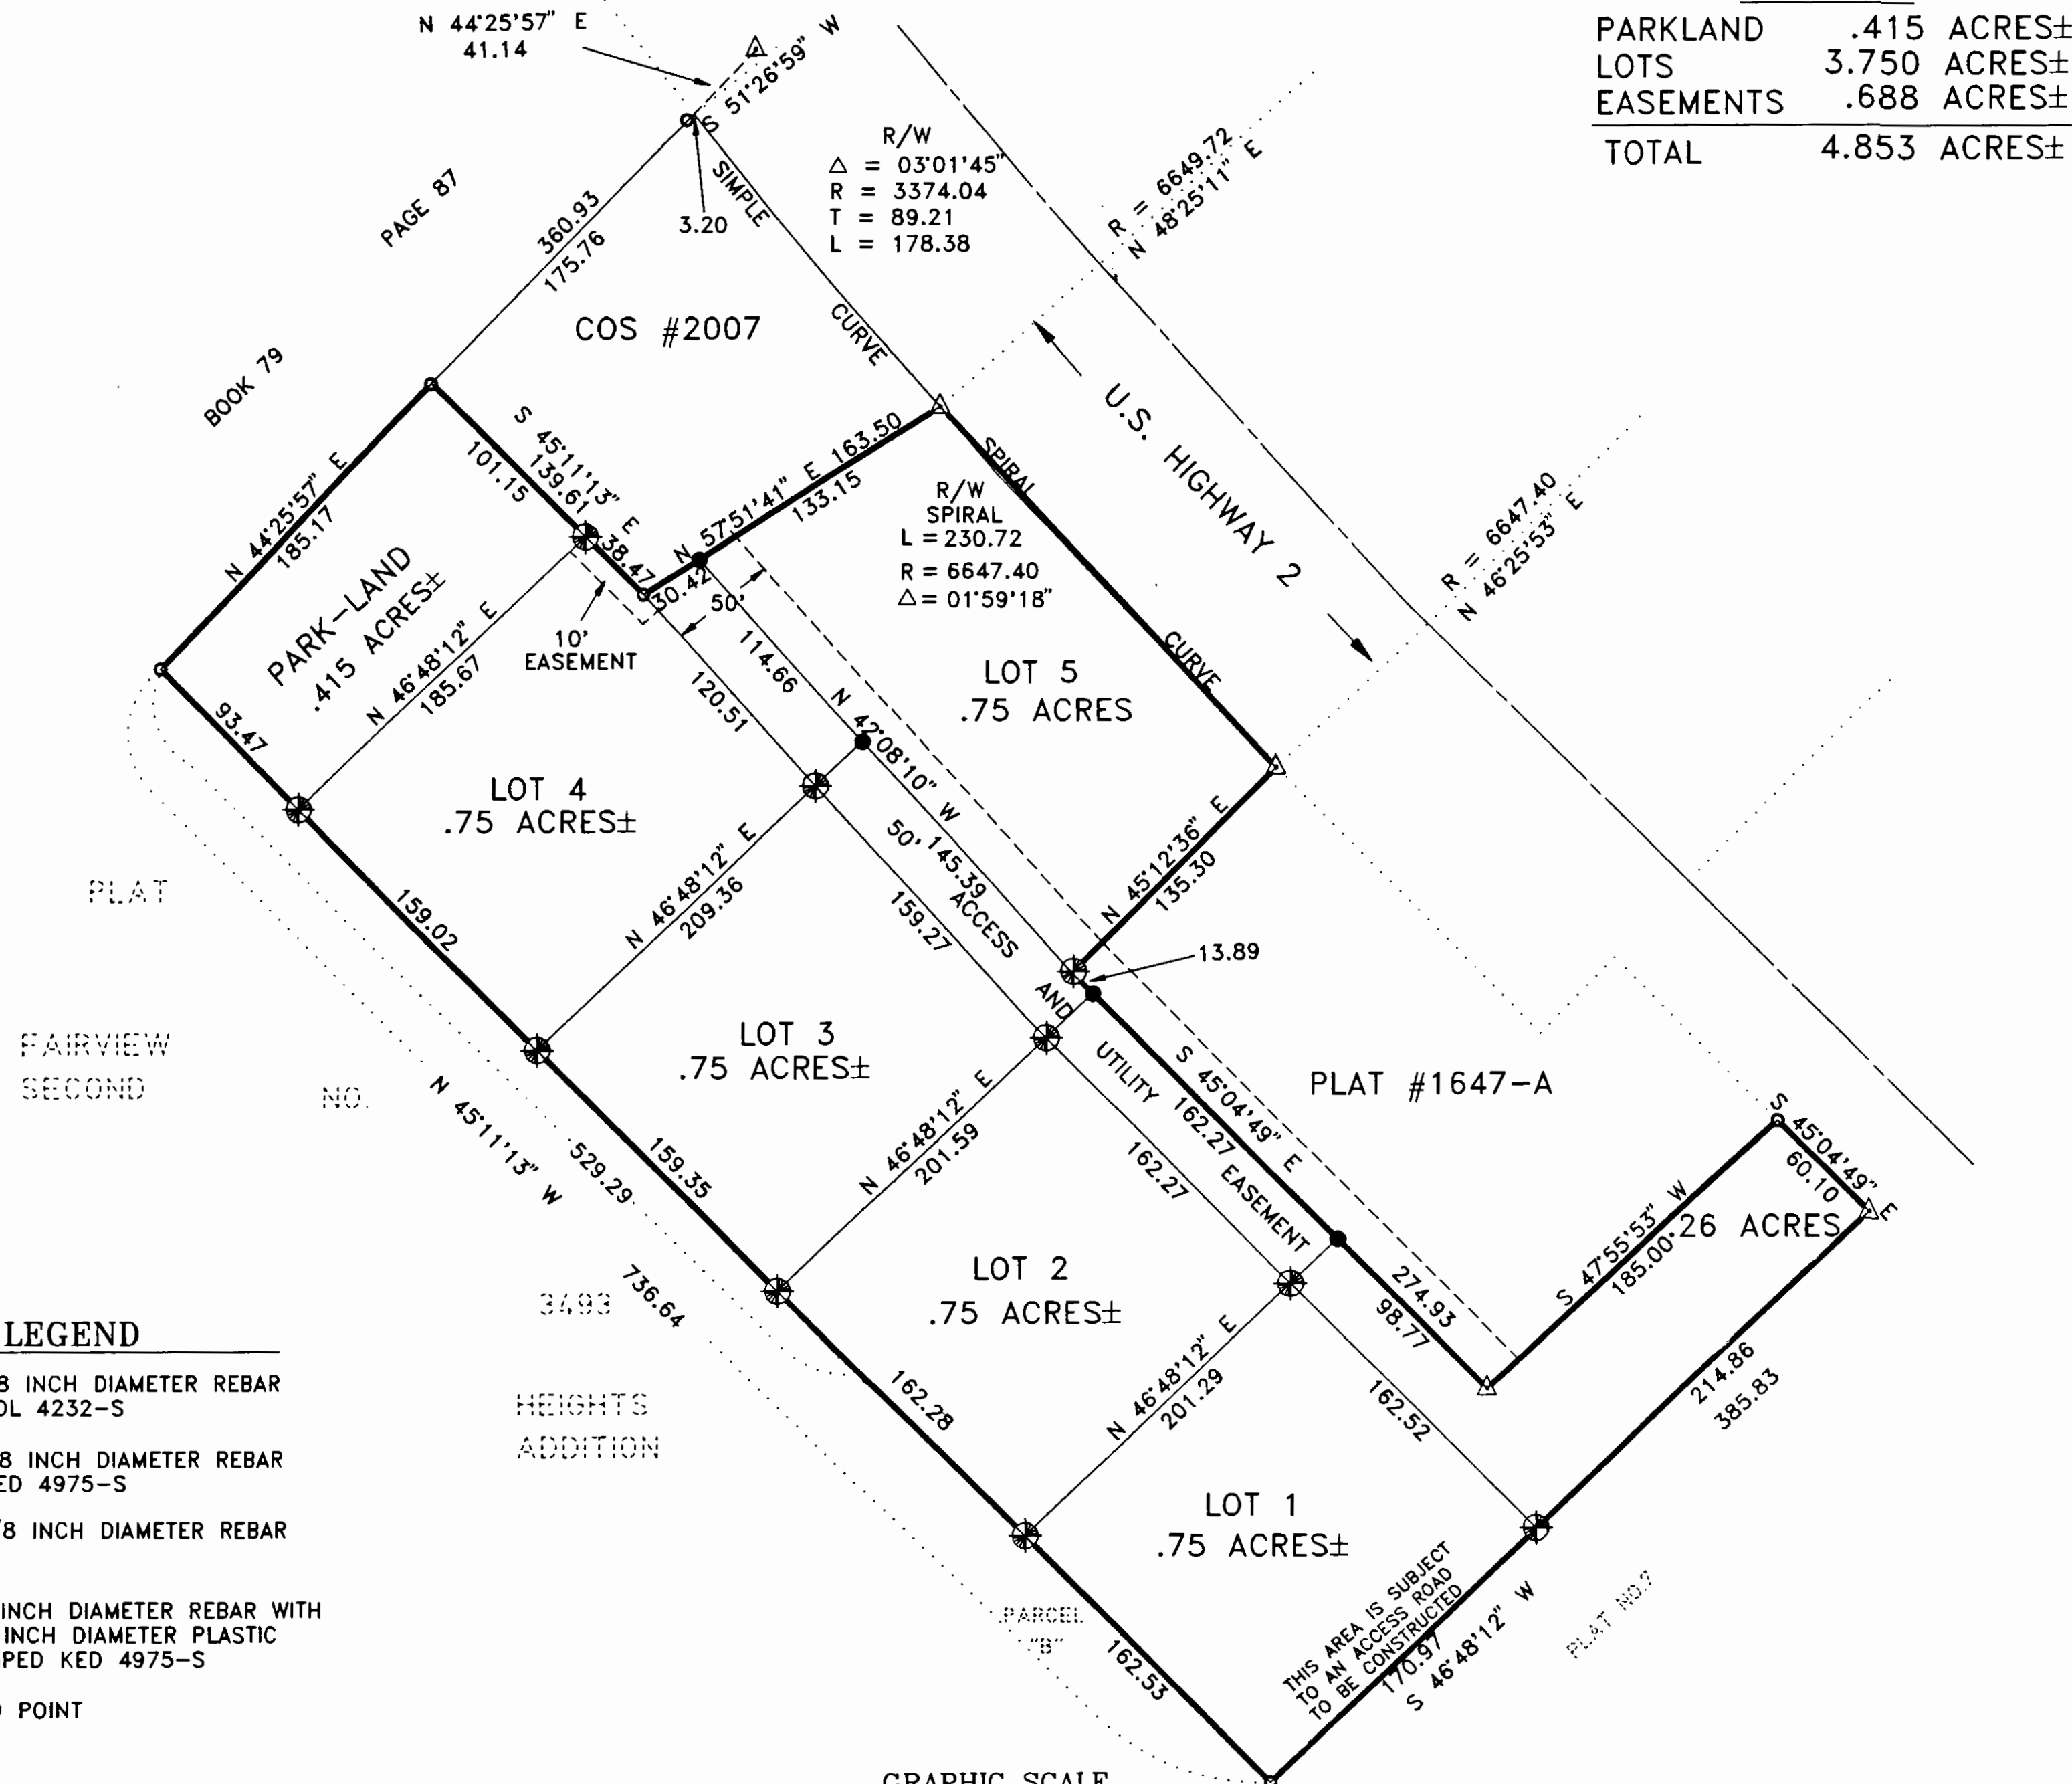 N 44°25'57" E
41.14
S 51°26'59" W
PARKLAND .415 ACRES±
LOTS 3.750 ACRES±
EASEMENTS .688 ACRES±
TOTAL 4.853 ACRES±
R/W
△ = 03°01'45"
R = 3374.04
T = 89.21
L = 178.38
3.20
SIMPLE
CURVE
R = 6649.72
N 48°25'11" E
PAGE 87
BOOK 79
360.93
175.76
COS #2007
U.S. HIGHWAY 2
R = 6647.40
N 46°25'53" E
S 45°11'13" E
139.61
101.15
38.47
N 57°51'41" E 163.50
133.15
30.42
50'
SPIRAL
CURVE
R/W
SPIRAL
L = 230.72
R = 6647.40
△ = 01°59'18"
N 44°25'57" E
185.17
PARK-LAND
.415 ACRES±
N 46°48'12" E
185.67
10'
EASEMENT
93.47
120.51
114.66
N 42°08'10" W
145.39
LOT 5
.75 ACRES
LOT 4
.75 ACRES±
50' ACCESS
AND
UTILITY EASEMENT
N 46°48'12" E
209.36
159.27
N 45°12'36" E
135.30
13.89
PLAT
159.02
LOT 3
.75 ACRES±
S 45°04'49" E
162.27
PLAT #1647-A
FAIRVIEW
SECOND
NO.
N 45°11'13" W
529.29
736.64
159.35
N 46°48'12" E
201.59
162.27
S 45°04'49" E
60.10
S 47°55'53" W
185.00
.26 ACRES
274.93
98.77
LOT 2
.75 ACRES±
3493
HEIGHTS
ADDITION
162.28
N 46°48'12" E
201.29
162.52
214.86
385.83
LOT 1
.75 ACRES±
THIS AREA IS SUBJECT
TO AN ACCESS ROAD
TO BE CONSTRUCTED
170.97
S 46°48'12" W
PLAT NO.?
PARCEL
"B"
162.53
LEGEND
8 INCH DIAMETER REBAR
OL 4232-S
8 INCH DIAMETER REBAR
ED 4975-S
/8 INCH DIAMETER REBAR
INCH DIAMETER REBAR WITH
INCH DIAMETER PLASTIC
PED KED 4975-S
POINT
GRAPHIC SCALE